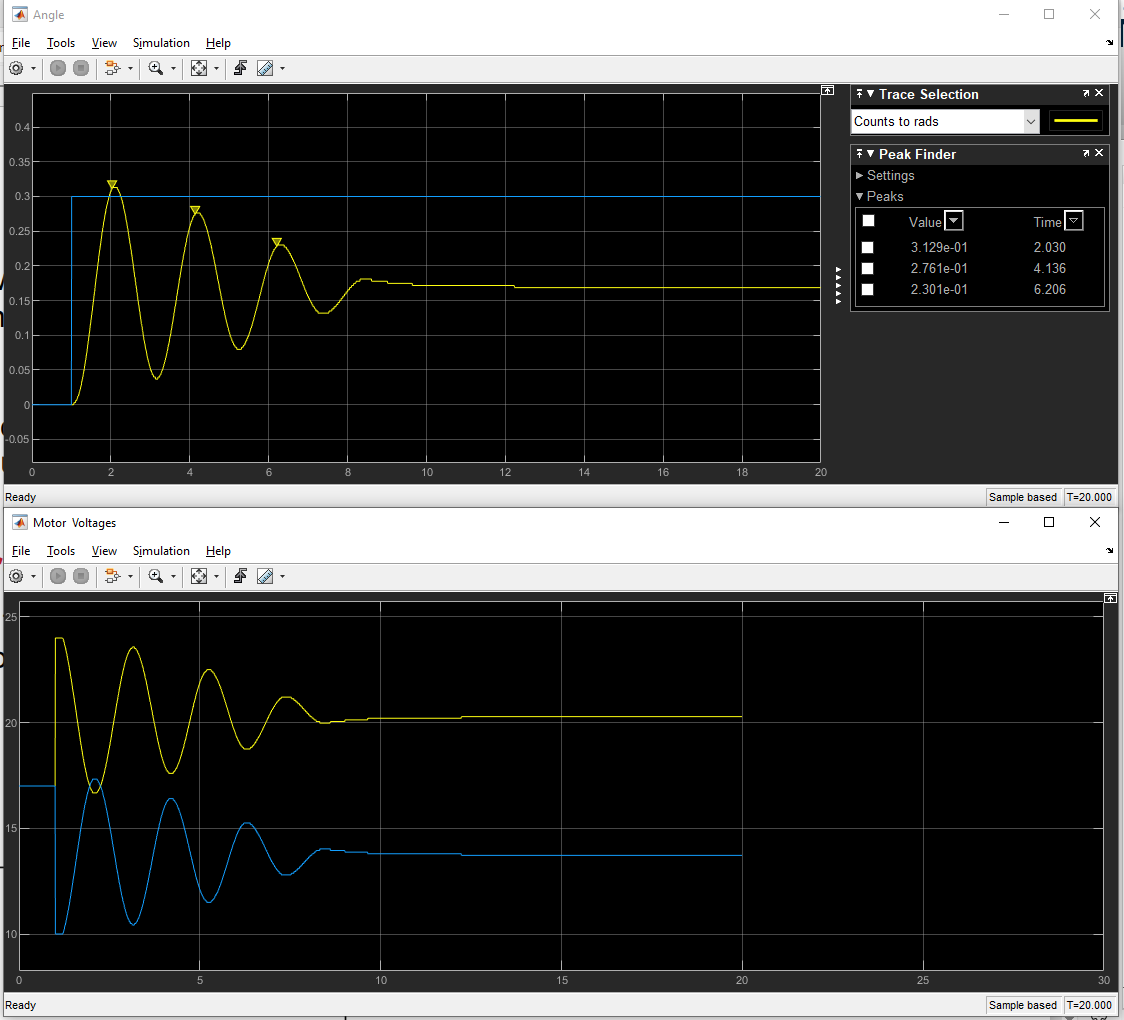 Angle
File Tools View Simulation Help
Trace Selection
Counts to rads
Peak Finder
Settings
Peaks
Value Time
3.129e-01 2.030
2.761e-01 4.136
2.301e-01 6.206
0.4
0.35
0.3
0.25
0.2
0.15
0.1
0.05
0
-0.05
0 2 4 6 8 10 12 14 16 18 20
Ready Sample based T=20.000
Motor Voltages
File Tools View Simulation Help
25
20
15
10
0 5 10 15 20 25 30
Ready Sample based T=20.000